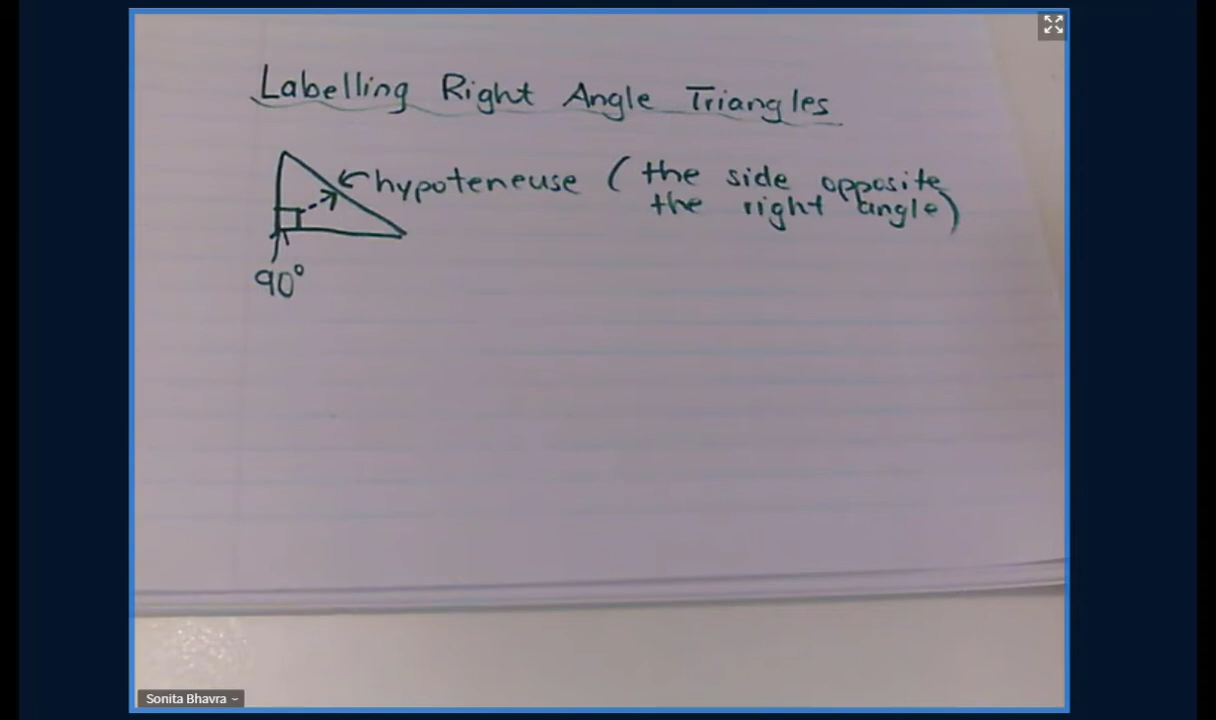 Labelling Right Angle Triangles
hypoteneuse (the side opposite
the right angle)
90°
Sonita Bhavra